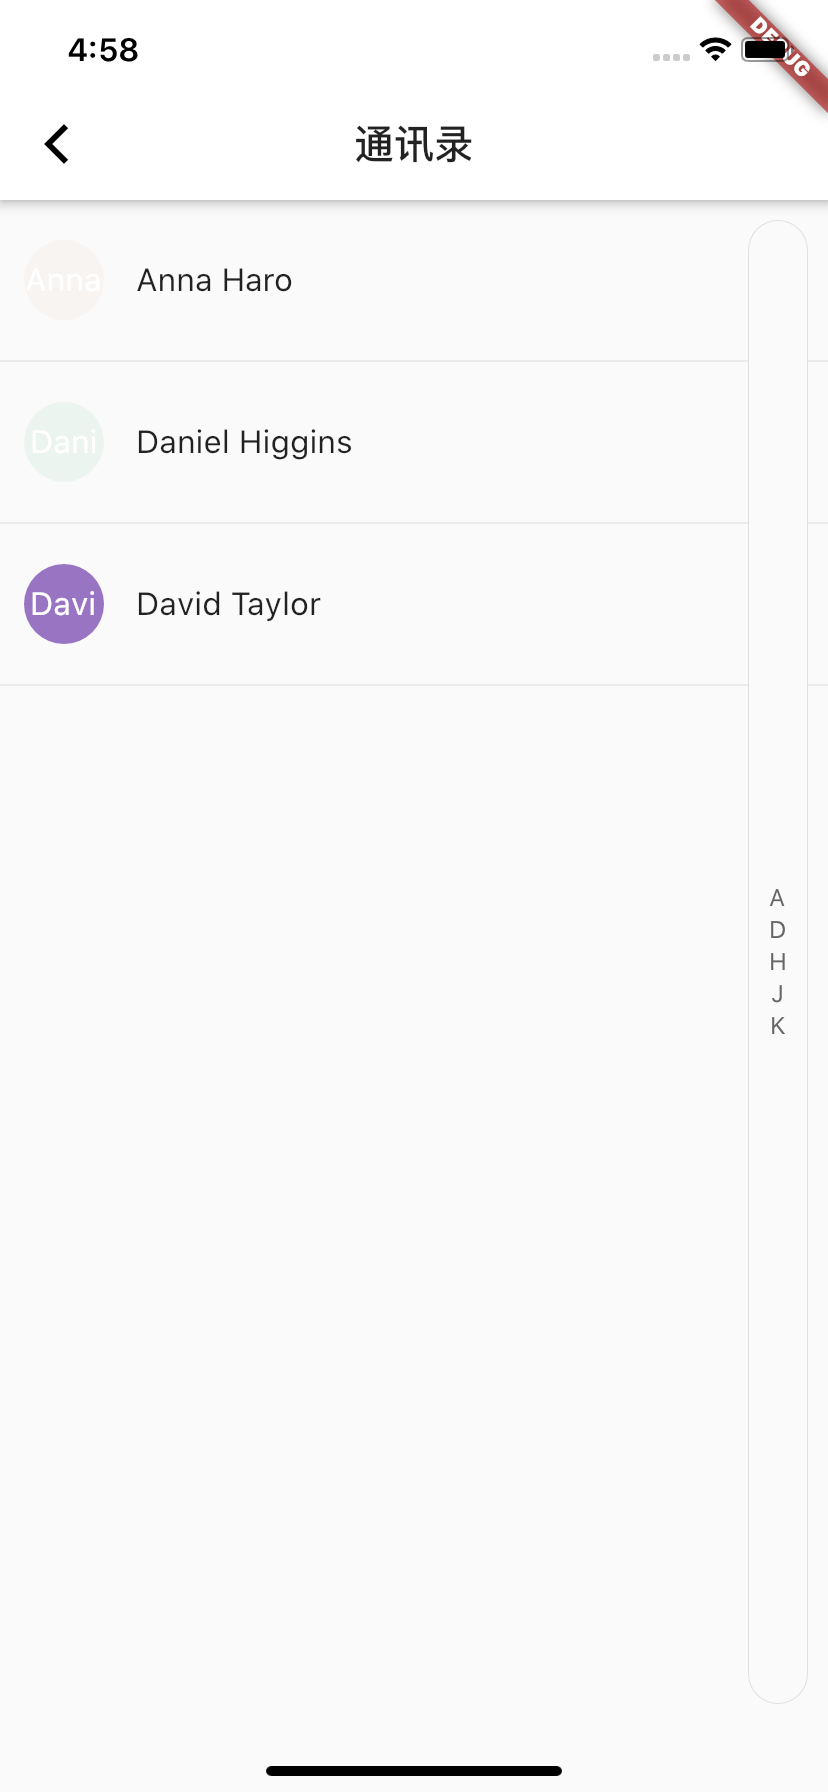 4:58
DEBUG
通讯录
Anna
Anna Haro
Dani
Daniel Higgins
Davi
David Taylor
A
D
H
J
K